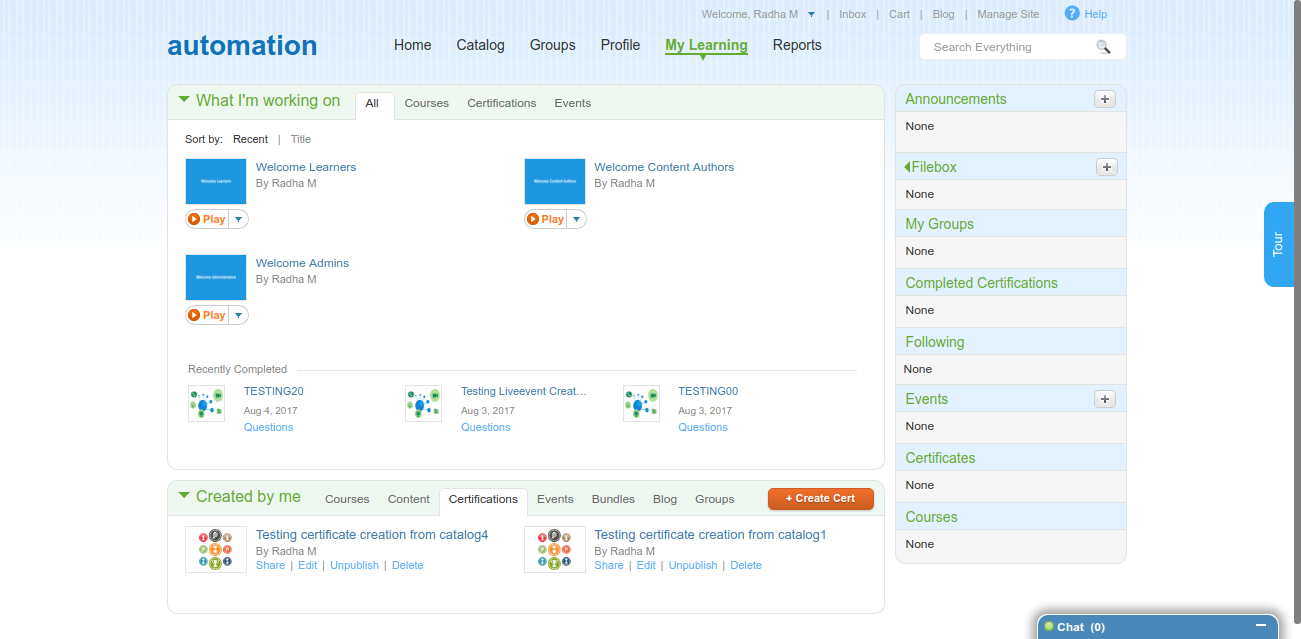 Welcome, Radha M | Inbox | Cart | Blog | Manage Site ? Help
automation Home Catalog Groups Profile My Learning Reports Search Everything
What I'm working on All Courses Certifications Events
Sort by: Recent | Title
Welcome Learners
Welcome Learners
By Radha M
Play
Welcome Content Authors
Welcome Content Authors
By Radha M
Play
Welcome Administrators
Welcome Admins
By Radha M
Play
Recently Completed
TESTING20
Aug 4, 2017
Questions
Testing Liveevent Creat...
Aug 3, 2017
Questions
TESTING00
Aug 3, 2017
Questions
Created by me Courses Content Certifications Events Bundles Blog Groups + Create Cert
Testing certificate creation from catalog4
By Radha M
Share | Edit | Unpublish | Delete
Testing certificate creation from catalog1
By Radha M
Share | Edit | Unpublish | Delete
Announcements +
None
Filebox +
None
My Groups
None
Completed Certifications
None
Following
None
Events +
None
Certificates
None
Courses
None
Tour
Chat (0)